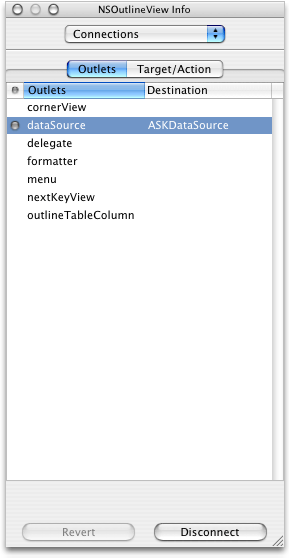 NSOutlineView Info
Connections
Outlets Target/Action
Outlets Destination
cornerView
dataSource ASKDataSource
delegate
formatter
menu
nextKeyView
outlineTableColumn
Revert Disconnect